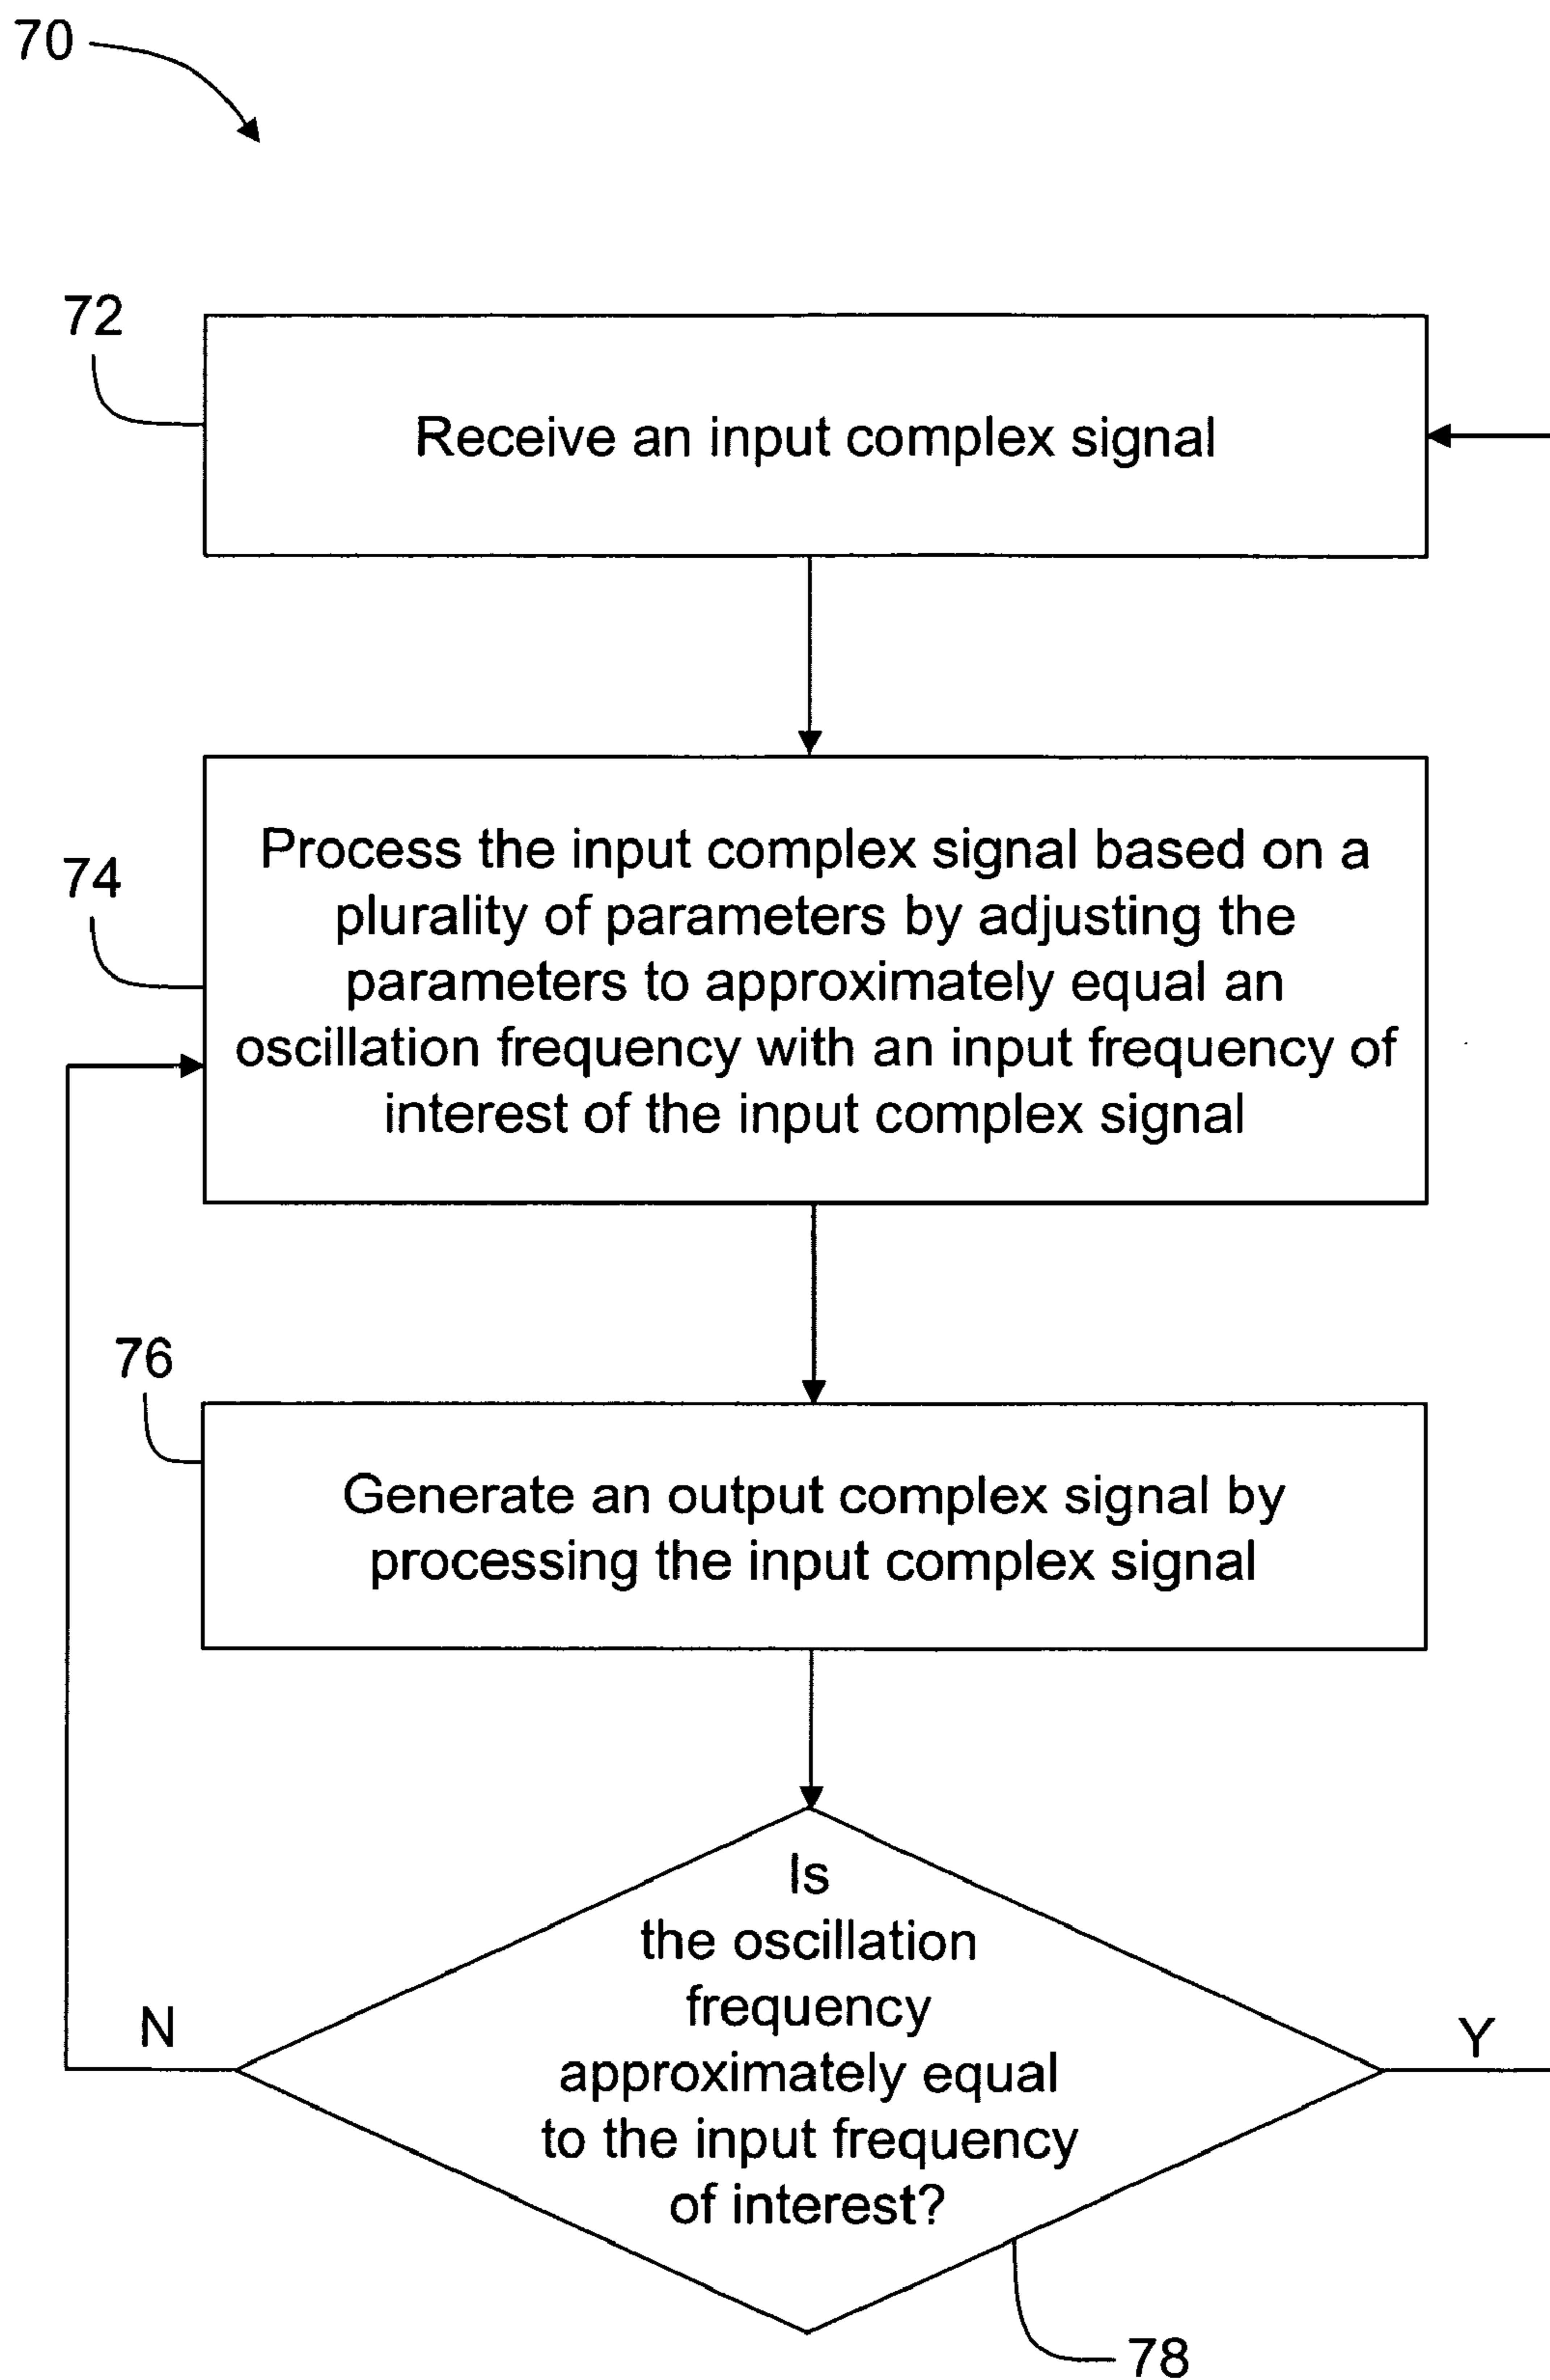 70
72
Receive an input complex signal
74
Process the input complex signal based on a
plurality of parameters by adjusting the
parameters to approximately equal an
oscillation frequency with an input frequency of
interest of the input complex signal
76
Generate an output complex signal by
processing the input complex signal
Is
the oscillation
frequency
approximately equal
to the input frequency
of interest?
N
Y
78